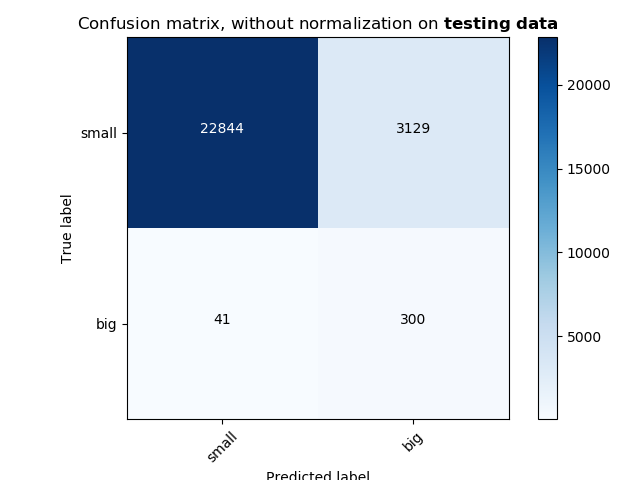 Confusion matrix, without normalization on testing data
small
22844
3129
big
41
300
small
big
True label
Predicted label
20000
15000
10000
5000